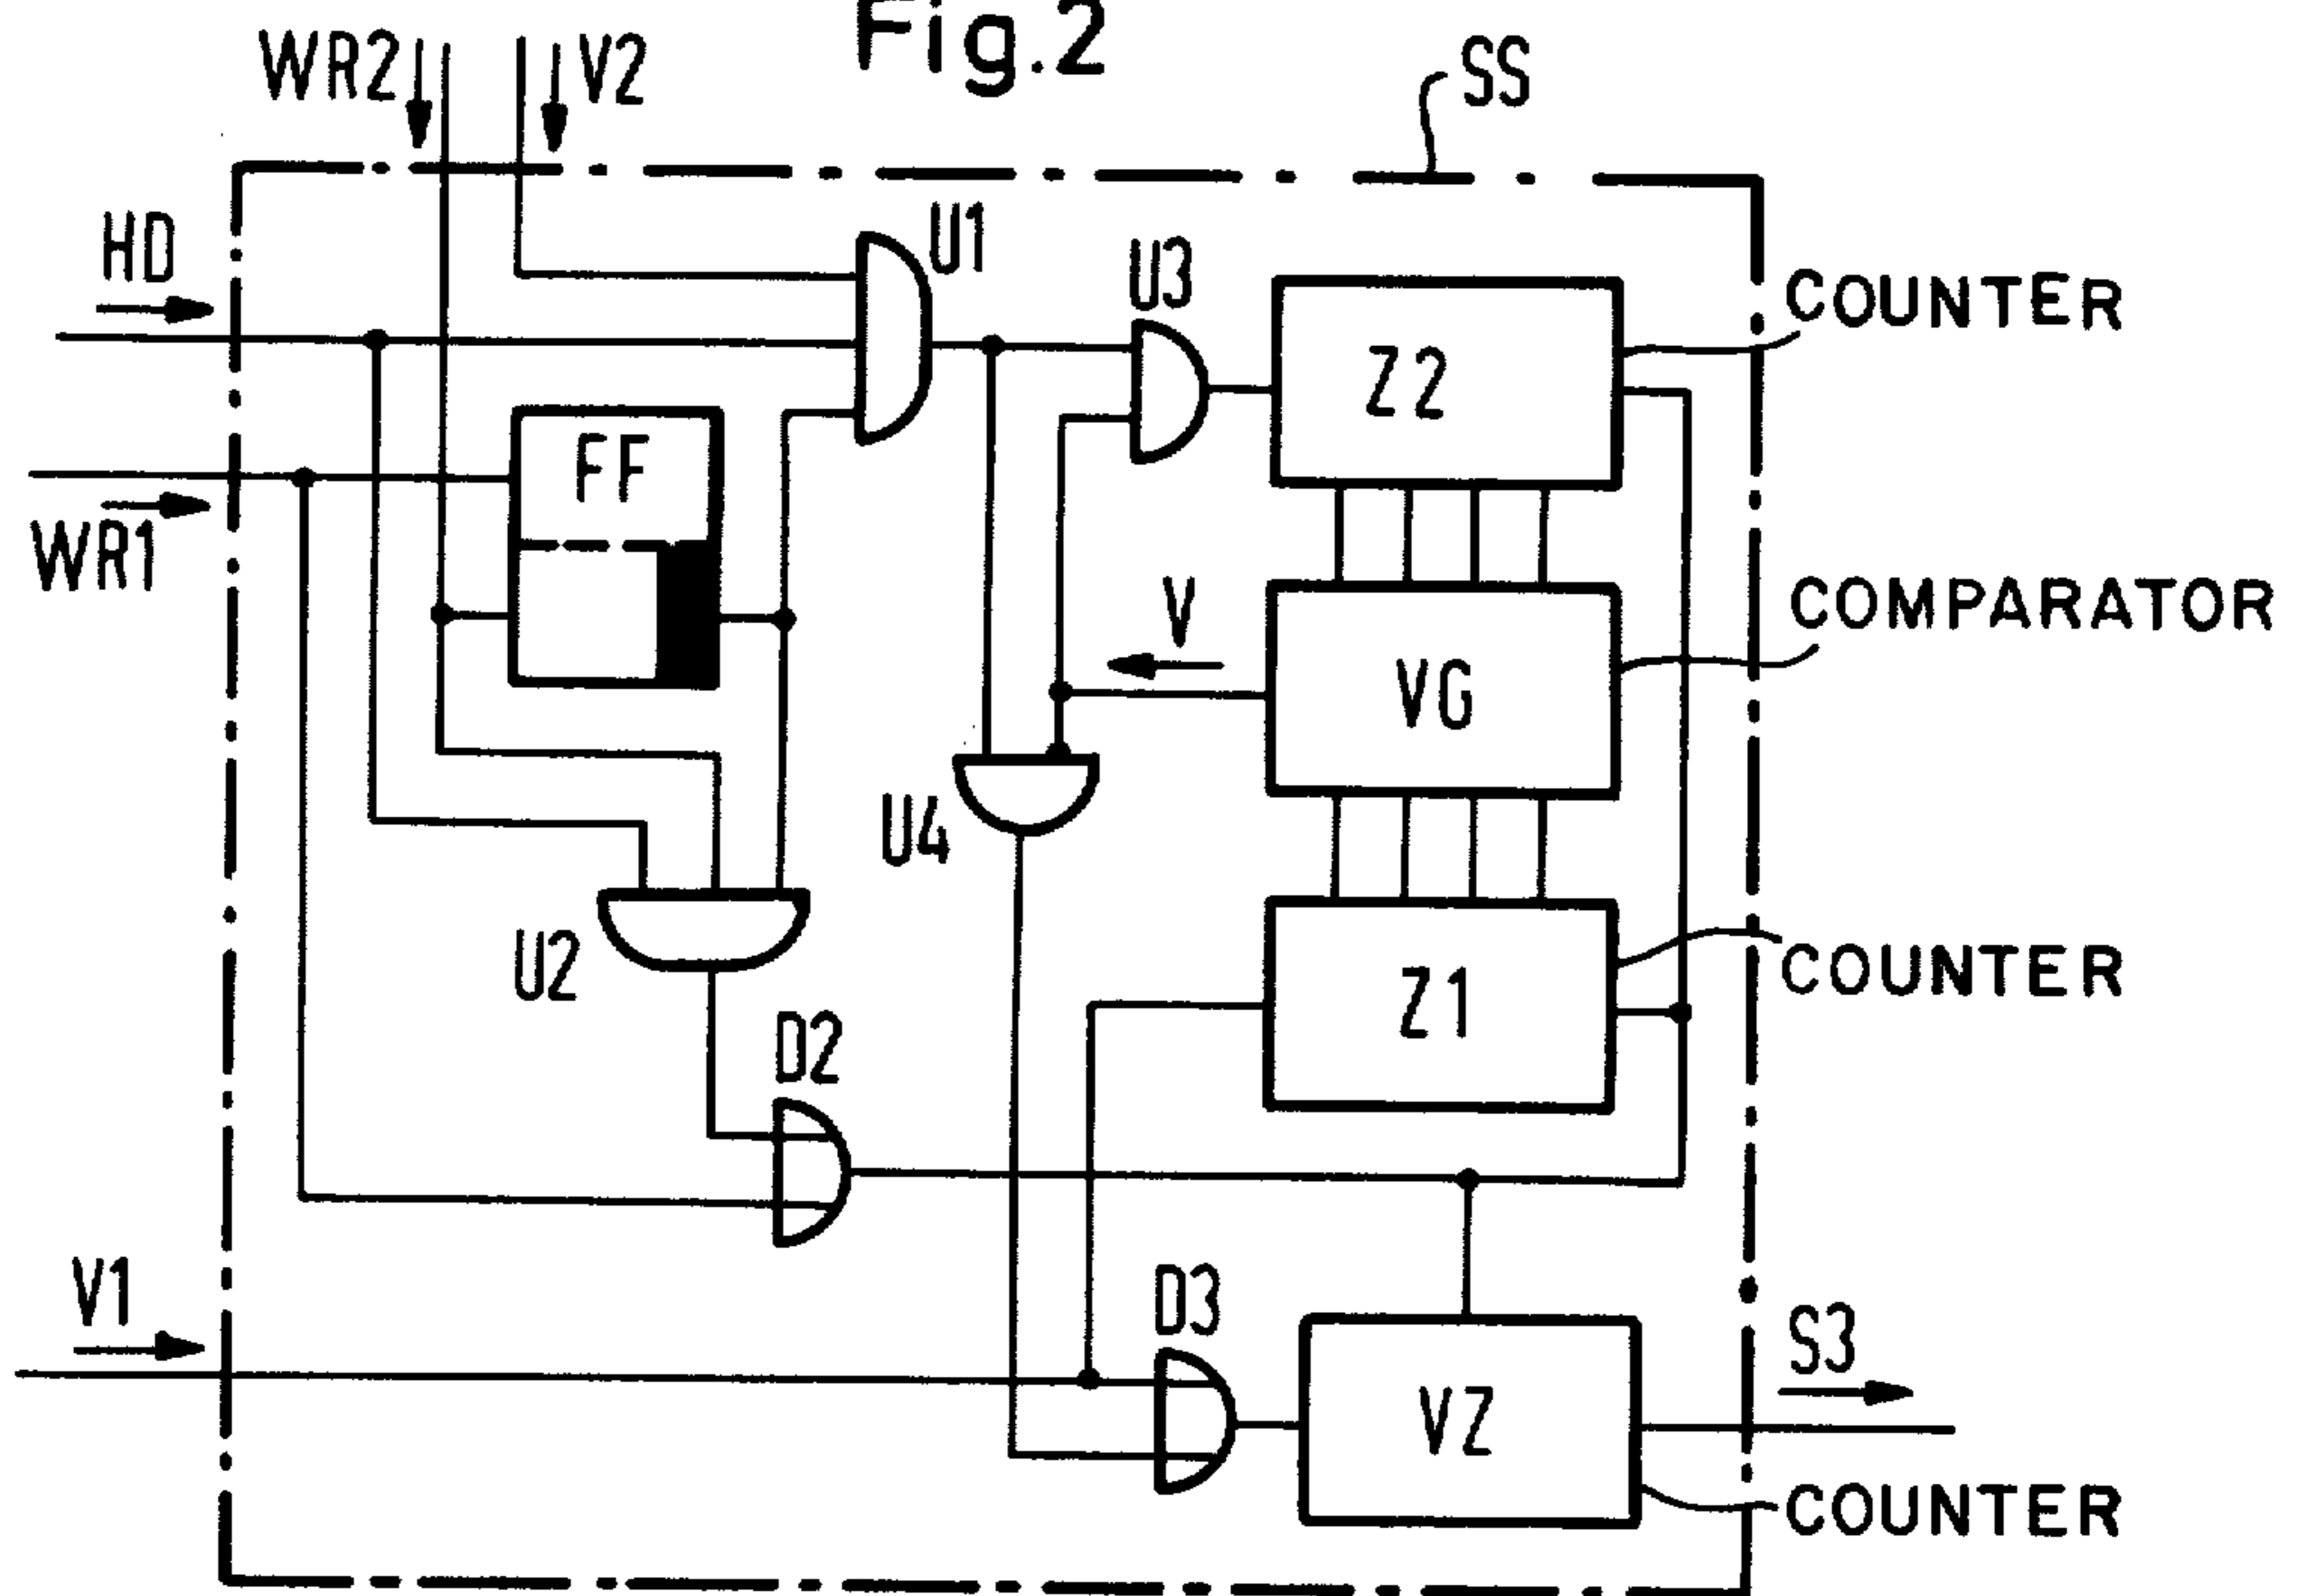 Fig.2
WR2
V2
SS
HD
U1
U3
COUNTER
Z2
FF
WR1
COMPARATOR
V
VG
U4
U2
COUNTER
Z1
D2
V1
D3
S3
VZ
COUNTER